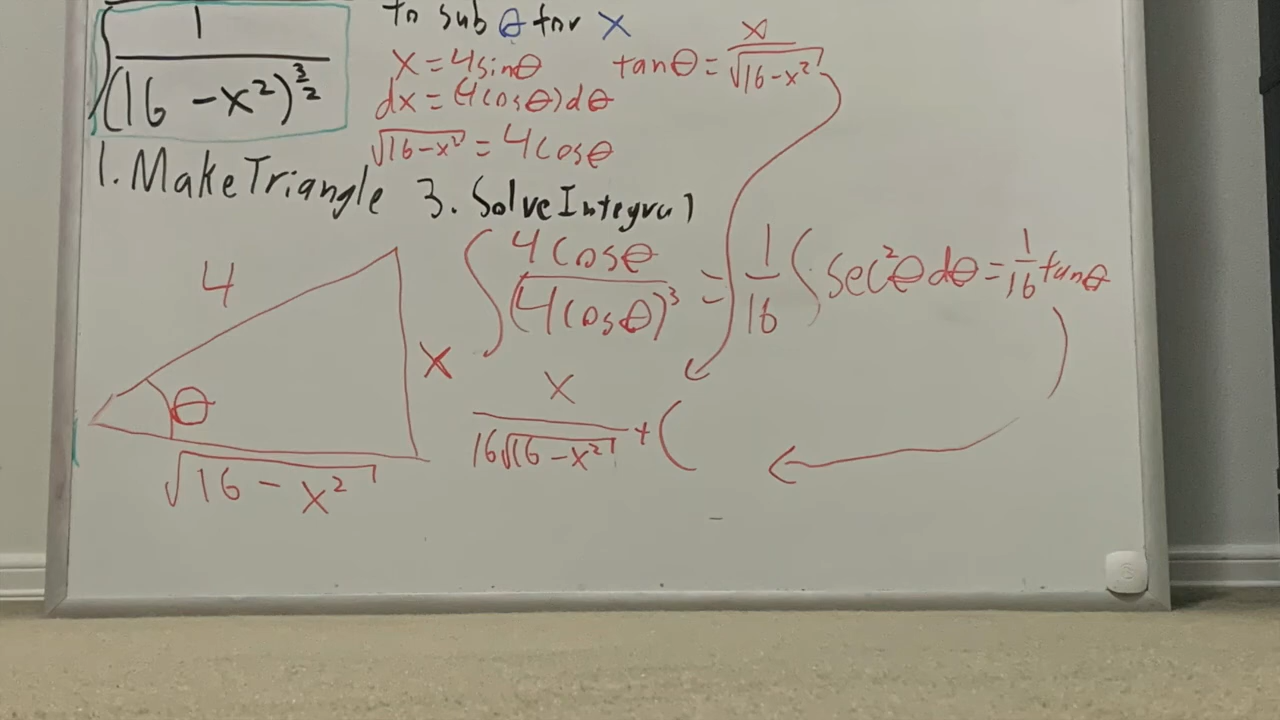 ∫ 1 / (16 - x²)^(3/2)
to sub θ for x
x = 4sinθ
dx = (4cosθ)dθ
√(16-x²) = 4cosθ
tanθ = x / √(16-x²)
1. Make Triangle
4
x
θ
√(16 - x²)
3. Solve Integral
∫ 4cosθ / (4cosθ)³ = 1/16 ∫ sec²θ dθ = 1/16 tanθ
x / 16√(16-x²) + C